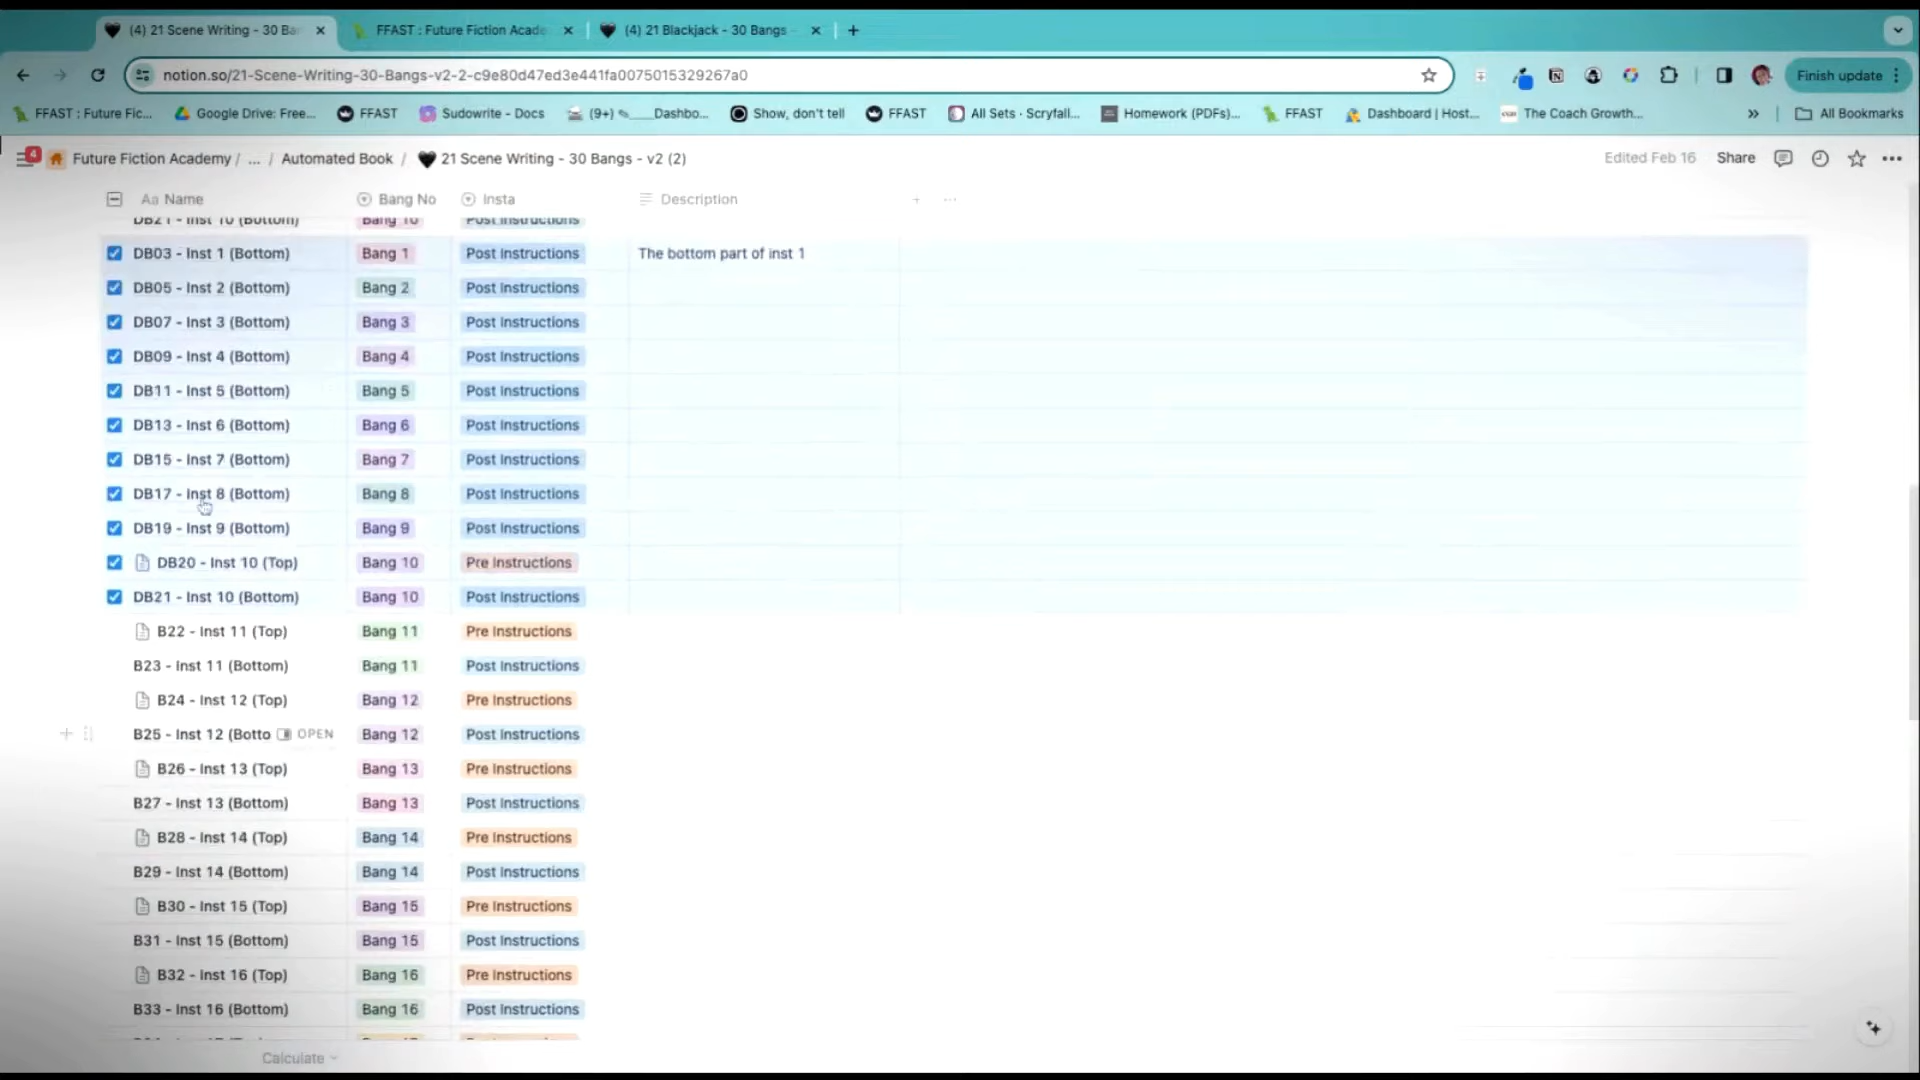 (4) 21 Scene Writing - 30 Ba
FFAST : Future Fiction Acade
(4) 21 Blackjack - 30 Bangs -
notion.so/21-Scene-Writing-30-Bangs-v2-2-c9e80d47ed3e441fa0075015329267a0
Finish update
FFAST : Future Fic...
Google Drive: Free...
FFAST
Sudowrite - Docs
(9+) ✎____Dashbo...
Show, don't tell
FFAST
All Sets · Scryfall...
Homework (PDFs)...
FFAST
Dashboard | Host...
The Coach Growth...
All Bookmarks
4
Future Fiction Academy / ... / Automated Book / 21 Scene Writing - 30 Bangs - v2 (2)
Edited Feb 16
Share
Aa Name
Bang No
Insta
Description
DB21 - Inst 10 (Bottom) Bang 10 Post Instructions
DB03 - Inst 1 (Bottom) Bang 1 Post Instructions The bottom part of inst 1
DB05 - Inst 2 (Bottom) Bang 2 Post Instructions
DB07 - Inst 3 (Bottom) Bang 3 Post Instructions
DB09 - Inst 4 (Bottom) Bang 4 Post Instructions
DB11 - Inst 5 (Bottom) Bang 5 Post Instructions
DB13 - Inst 6 (Bottom) Bang 6 Post Instructions
DB15 - Inst 7 (Bottom) Bang 7 Post Instructions
DB17 - Inst 8 (Bottom) Bang 8 Post Instructions
DB19 - Inst 9 (Bottom) Bang 9 Post Instructions
DB20 - Inst 10 (Top) Bang 10 Pre Instructions
DB21 - Inst 10 (Bottom) Bang 10 Post Instructions
B22 - Inst 11 (Top) Bang 11 Pre Instructions
B23 - Inst 11 (Bottom) Bang 11 Post Instructions
B24 - Inst 12 (Top) Bang 12 Pre Instructions
B25 - Inst 12 (Botto OPEN Bang 12 Post Instructions
B26 - Inst 13 (Top) Bang 13 Pre Instructions
B27 - Inst 13 (Bottom) Bang 13 Post Instructions
B28 - Inst 14 (Top) Bang 14 Pre Instructions
B29 - Inst 14 (Bottom) Bang 14 Post Instructions
B30 - Inst 15 (Top) Bang 15 Pre Instructions
B31 - Inst 15 (Bottom) Bang 15 Post Instructions
B32 - Inst 16 (Top) Bang 16 Pre Instructions
B33 - Inst 16 (Bottom) Bang 16 Post Instructions
Calculate